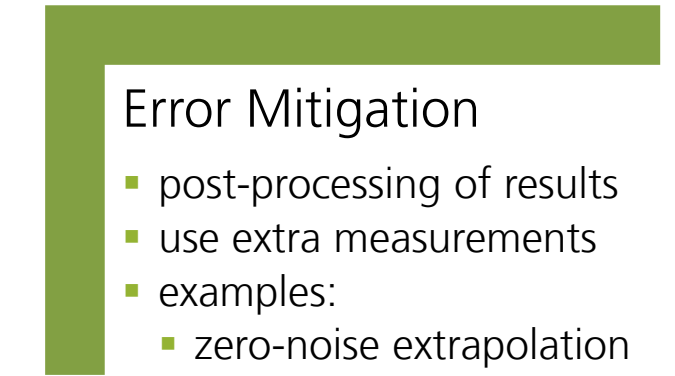 Error Mitigation
▪ post-processing of results
▪ use extra measurements
▪ examples:
▪ zero-noise extrapolation